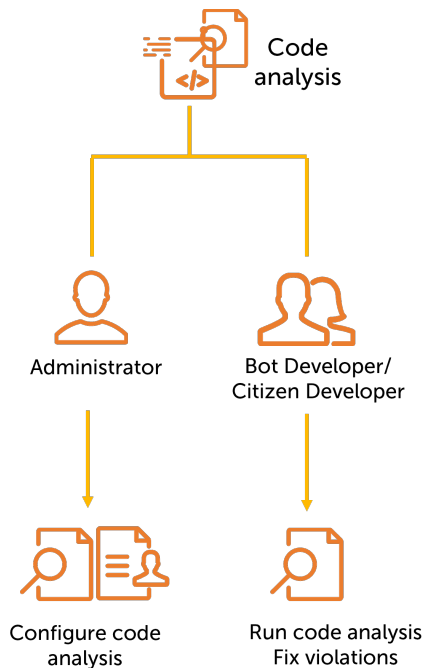 Code
analysis
</>
Administrator
Bot Developer/
Citizen Developer
Configure code
analysis
Run code analysis
Fix violations